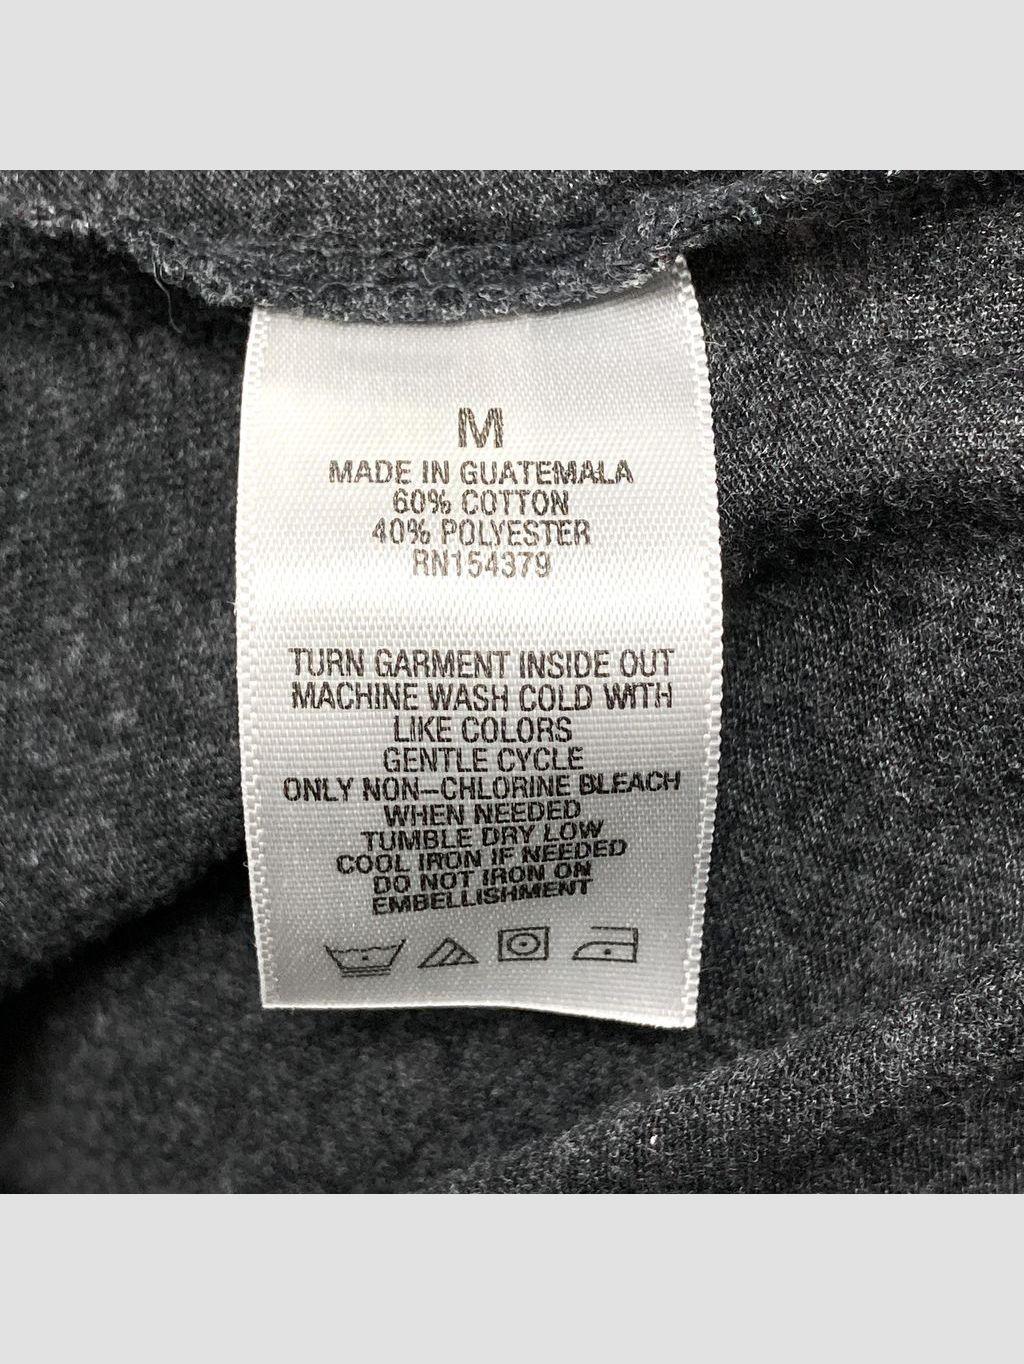 M
MADE IN GUATEMALA
60% COTTON
40% POLYESTER
RN154379
TURN GARMENT INSIDE OUT
MACHINE WASH COLD WITH
LIKE COLORS
GENTLE CYCLE
ONLY NON-CHLORINE BLEACH
WHEN NEEDED
TUMBLE DRY LOW
COOL IRON IF NEEDED
DO NOT IRON ON
EMBELLISHMENT